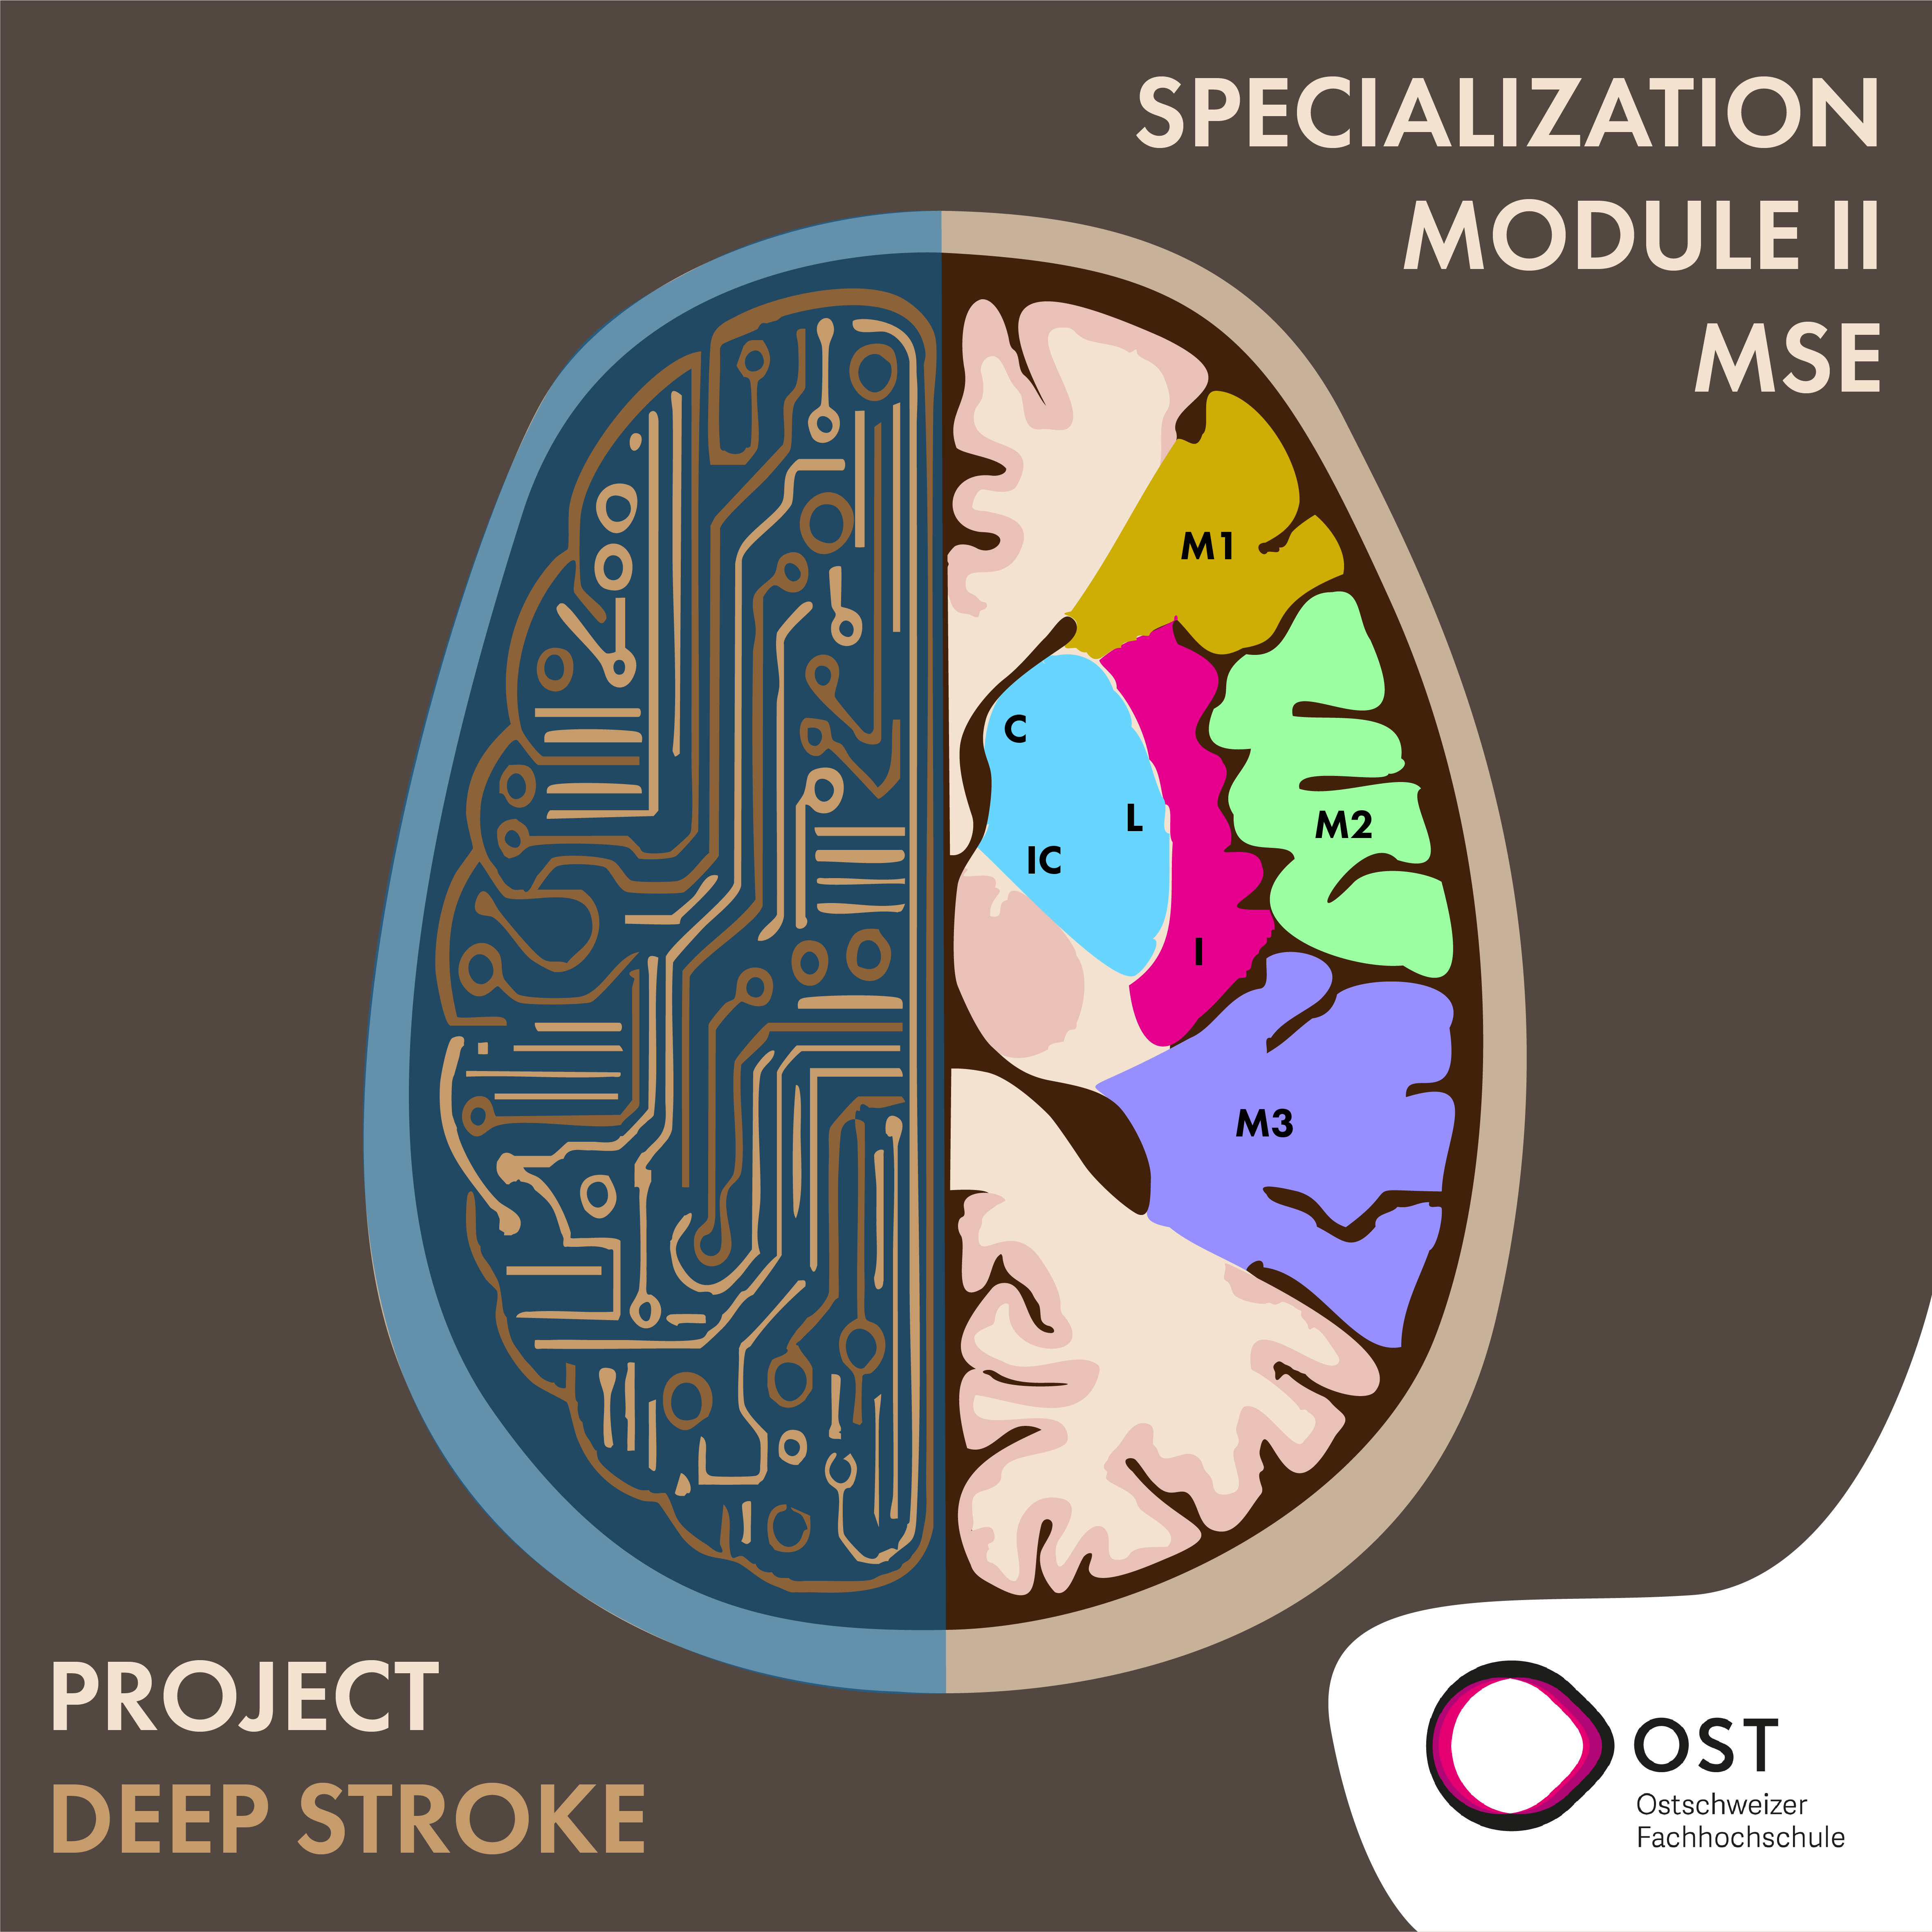 SPECIALIZATION
MODULE II
MSE
M1
C
L
M2
IC
I
M3
PROJECT
DEEP STROKE
OST
Ostschweizer
Fachhochschule